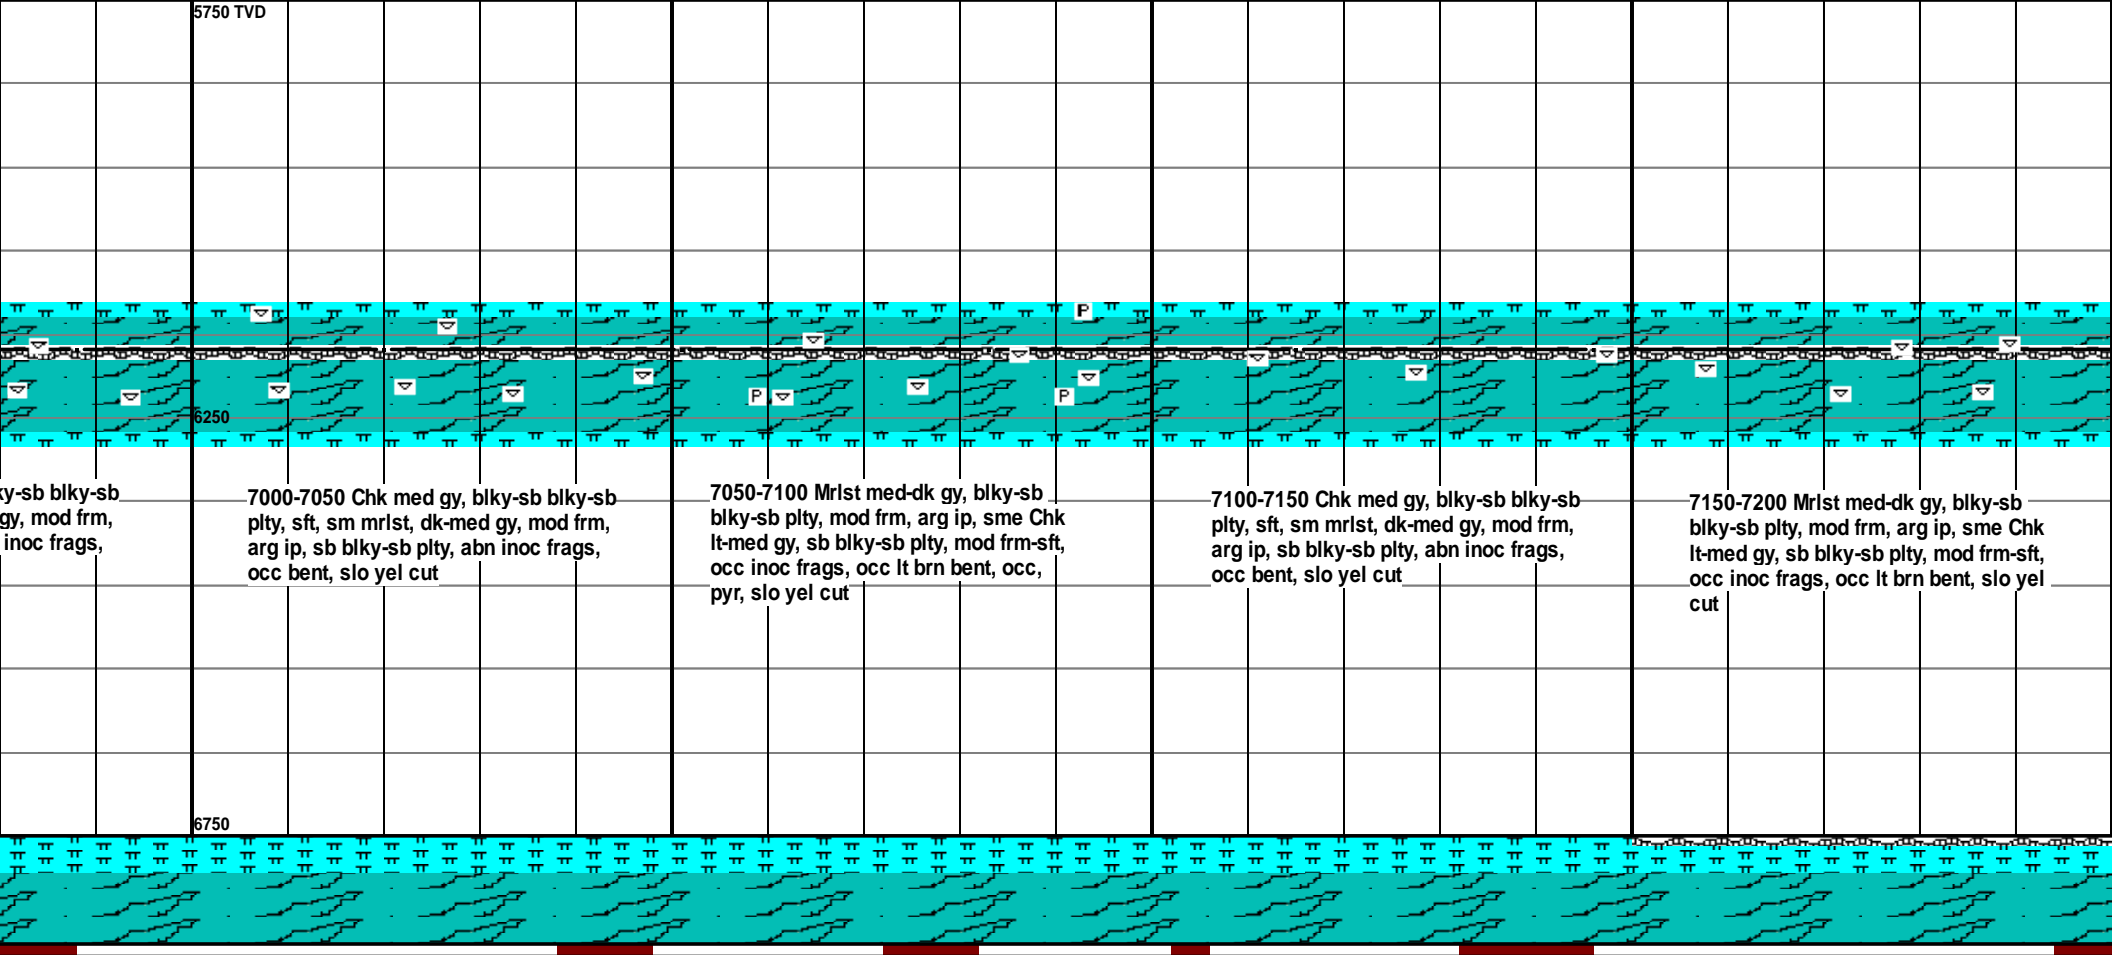 5750 TVD
P
P
P
6250
ky-sb blky-sb
gy, mod frm,
inoc frags,
7000-7050 Chk med gy, blky-sb blky-sb
plty, sft, sm mrlst, dk-med gy, mod frm,
arg ip, sb blky-sb plty, abn inoc frags,
occ bent, slo yel cut
7050-7100 Mrlst med-dk gy, blky-sb
blky-sb plty, mod frm, arg ip, sme Chk
lt-med gy, sb blky-sb plty, mod frm-sft,
occ inoc frags, occ lt brn bent, occ,
pyr, slo yel cut
7100-7150 Chk med gy, blky-sb blky-sb
plty, sft, sm mrlst, dk-med gy, mod frm,
arg ip, sb blky-sb plty, abn inoc frags,
occ bent, slo yel cut
7150-7200 Mrlst med-dk gy, blky-sb
blky-sb plty, mod frm, arg ip, sme Chk
lt-med gy, sb blky-sb plty, mod frm-sft,
occ inoc frags, occ lt brn bent, slo yel
cut
6750